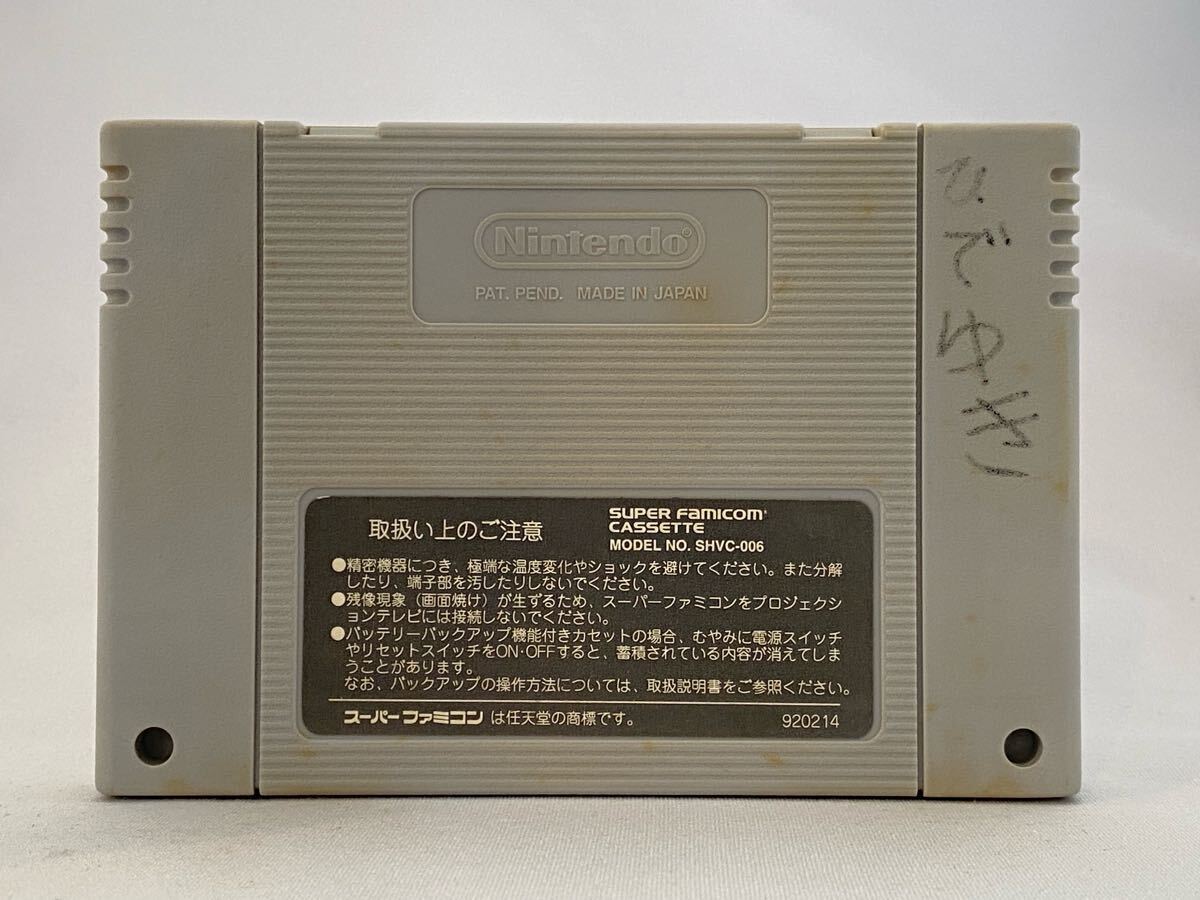 Nintendo®
PAT. PEND. MADE IN JAPAN
ひでゆき
取扱い上のご注意
SUPER FAMICOM
CASSETTE
MODEL NO. SHVC-006
●精密機器につき、極端な温度変化やショックを避けてください。また分解
したり、端子部を汚したりしないでください。
●残像現象(画面焼け)が生ずるため、スーパーファミコンをプロジェクシ
ョンテレビには接続しないでください。
●バッテリーバックアップ機能付きカセットの場合、むやみに電源スイッチ
やリセットスイッチをON・OFFすると、蓄積されている内容が消えてしま
うことがあります。
なお、バックアップの操作方法については、取扱説明書をご参照ください。
スーパーファミコンは任天堂の商標です。
920214